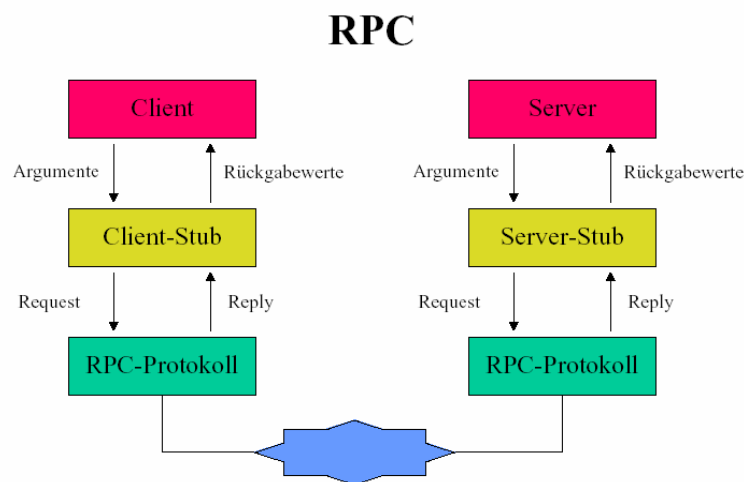 RPC
Client
Server
Argumente
Rückgabewerte
Argumente
Rückgabewerte
Client-Stub
Server-Stub
Request
Reply
Request
Reply
RPC-Protokoll
RPC-Protokoll